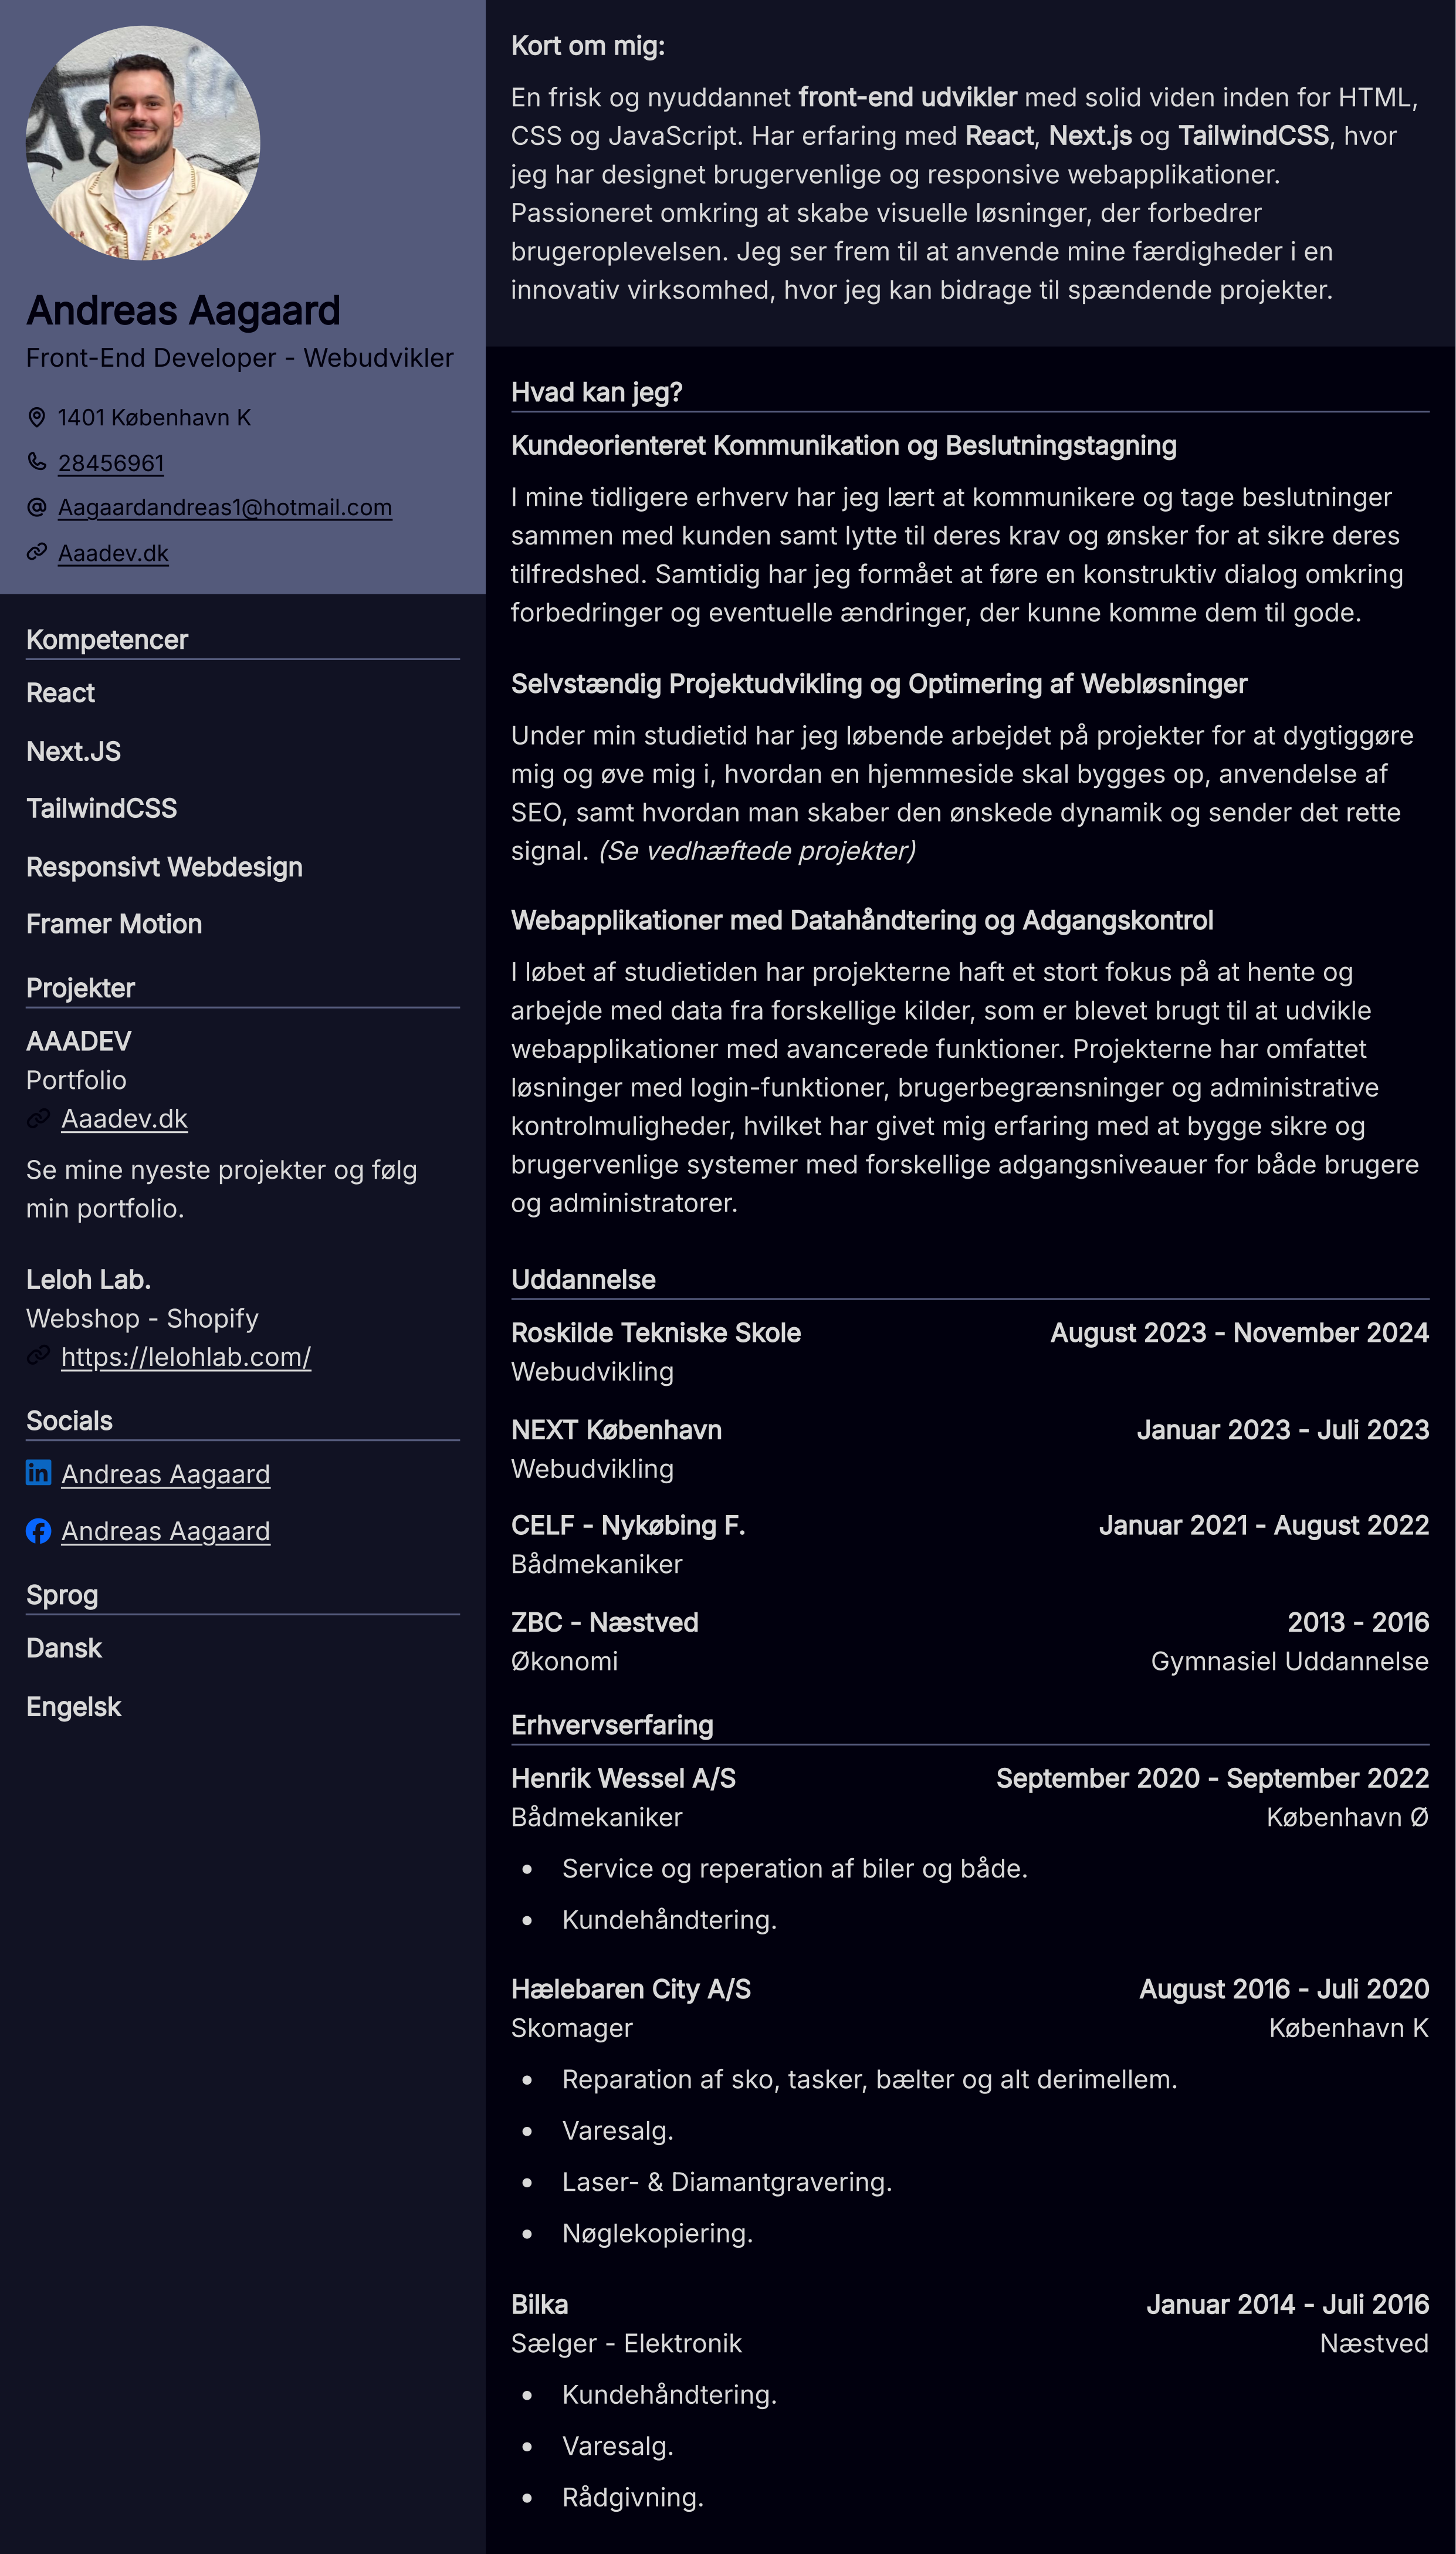 Andreas Aagaard
Front-End Developer - Webudvikler
1401 København K
28456961
Aagaardandreas1@hotmail.com
Aaadev.dk
Kompetencer
React
Next.JS
TailwindCSS
Responsivt Webdesign
Framer Motion
Projekter
AAADEV
Portfolio
Aaadev.dk
Se mine nyeste projekter og følg
min portfolio.
Leloh Lab.
Webshop - Shopify
https://lelohlab.com/
Socials
Andreas Aagaard
Andreas Aagaard
Sprog
Dansk
Engelsk
Kort om mig:
En frisk og nyuddannet front-end udvikler med solid viden inden for HTML,
CSS og JavaScript. Har erfaring med React, Next.js og TailwindCSS, hvor
jeg har designet brugervenlige og responsive webapplikationer.
Passioneret omkring at skabe visuelle løsninger, der forbedrer
brugeroplevelsen. Jeg ser frem til at anvende mine færdigheder i en
innovativ virksomhed, hvor jeg kan bidrage til spændende projekter.
Hvad kan jeg?
Kundeorienteret Kommunikation og Beslutningstagning
I mine tidligere erhverv har jeg lært at kommunikere og tage beslutninger
sammen med kunden samt lytte til deres krav og ønsker for at sikre deres
tilfredshed. Samtidig har jeg formået at føre en konstruktiv dialog omkring
forbedringer og eventuelle ændringer, der kunne komme dem til gode.
Selvstændig Projektudvikling og Optimering af Webløsninger
Under min studietid har jeg løbende arbejdet på projekter for at dygtiggøre
mig og øve mig i, hvordan en hjemmeside skal bygges op, anvendelse af
SEO, samt hvordan man skaber den ønskede dynamik og sender det rette
signal. (Se vedhæftede projekter)
Webapplikationer med Datahåndtering og Adgangskontrol
I løbet af studietiden har projekterne haft et stort fokus på at hente og
arbejde med data fra forskellige kilder, som er blevet brugt til at udvikle
webapplikationer med avancerede funktioner. Projekterne har omfattet
løsninger med login-funktioner, brugerbegrænsninger og administrative
kontrolmuligheder, hvilket har givet mig erfaring med at bygge sikre og
brugervenlige systemer med forskellige adgangsniveauer for både brugere
og administratorer.
Uddannelse
Roskilde Tekniske Skole August 2023 - November 2024
Webudvikling
NEXT København Januar 2023 - Juli 2023
Webudvikling
CELF - Nykøbing F. Januar 2021 - August 2022
Bådmekaniker
ZBC - Næstved 2013 - 2016
Økonomi Gymnasiel Uddannelse
Erhvervserfaring
Henrik Wessel A/S September 2020 - September 2022
Bådmekaniker København Ø
• Service og reperation af biler og både.
• Kundehåndtering.
Hælebaren City A/S August 2016 - Juli 2020
Skomager København K
• Reparation af sko, tasker, bælter og alt derimellem.
• Varesalg.
• Laser- & Diamantgravering.
• Nøglekopiering.
Bilka Januar 2014 - Juli 2016
Sælger - Elektronik Næstved
• Kundehåndtering.
• Varesalg.
• Rådgivning.